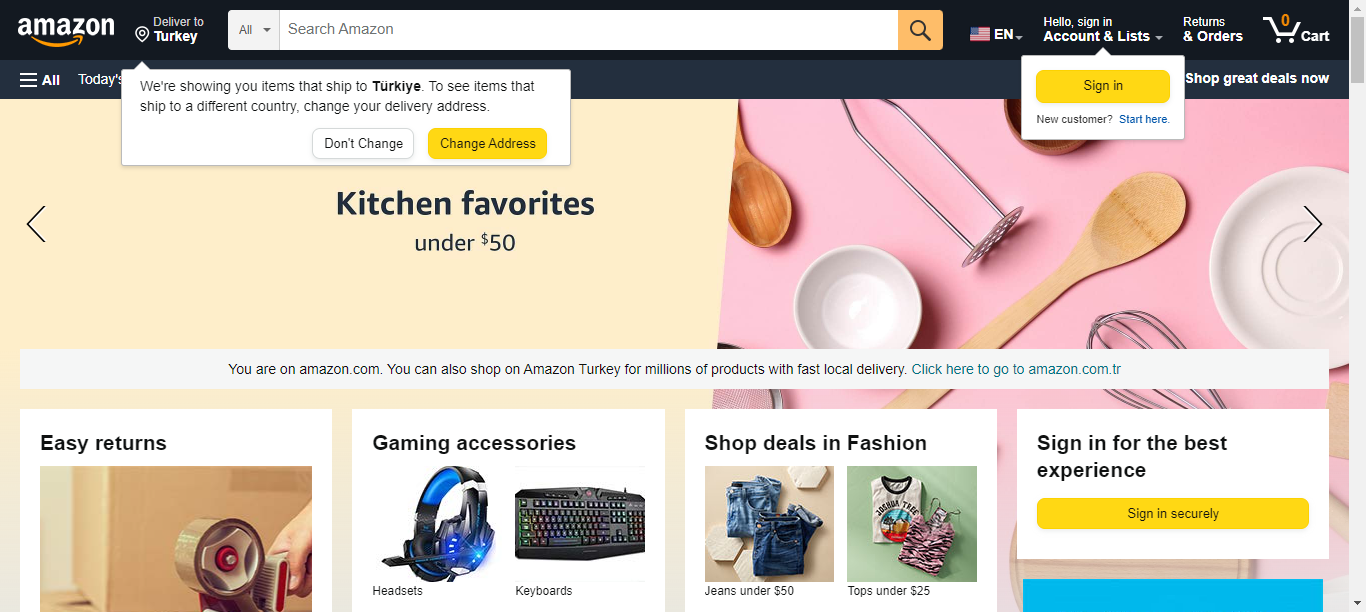 amazon
Deliver to
Turkey
All
Search Amazon
EN
Hello, sign in
Account & Lists
Returns
& Orders
0
Cart
All
Today's
Shop great deals now
We're showing you items that ship to Türkiye. To see items that
ship to a different country, change your delivery address.
Don't Change
Change Address
Sign in
New customer? Start here.
Kitchen favorites
under $50
You are on amazon.com. You can also shop on Amazon Turkey for millions of products with fast local delivery. Click here to go to amazon.com.tr
Easy returns
Gaming accessories
Headsets
Keyboards
Shop deals in Fashion
JOSHUA TREE
Jeans under $50
Tops under $25
Sign in for the best
experience
Sign in securely